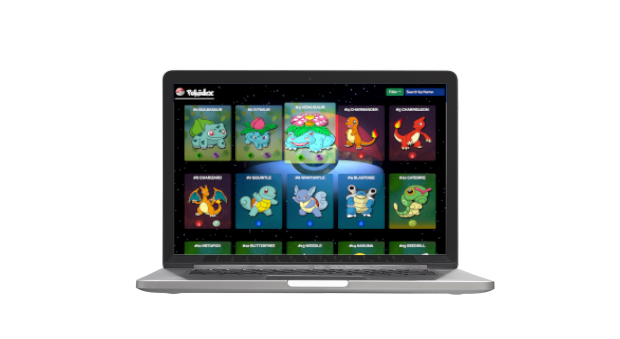 Pokédex Filter Search by Name
#1 BULBASAUR #2 IVYSAUR #3 VENUSAUR #4 CHARMANDER #5 CHARMELEON
#6 CHARIZARD #7 SQUIRTLE #8 WARTORTLE #9 BLASTOISE #10 CATERPIE
#11 METAPOD #12 BUTTERFREE #13 WEEDLE #14 KAKUNA #15 BEEDRILL